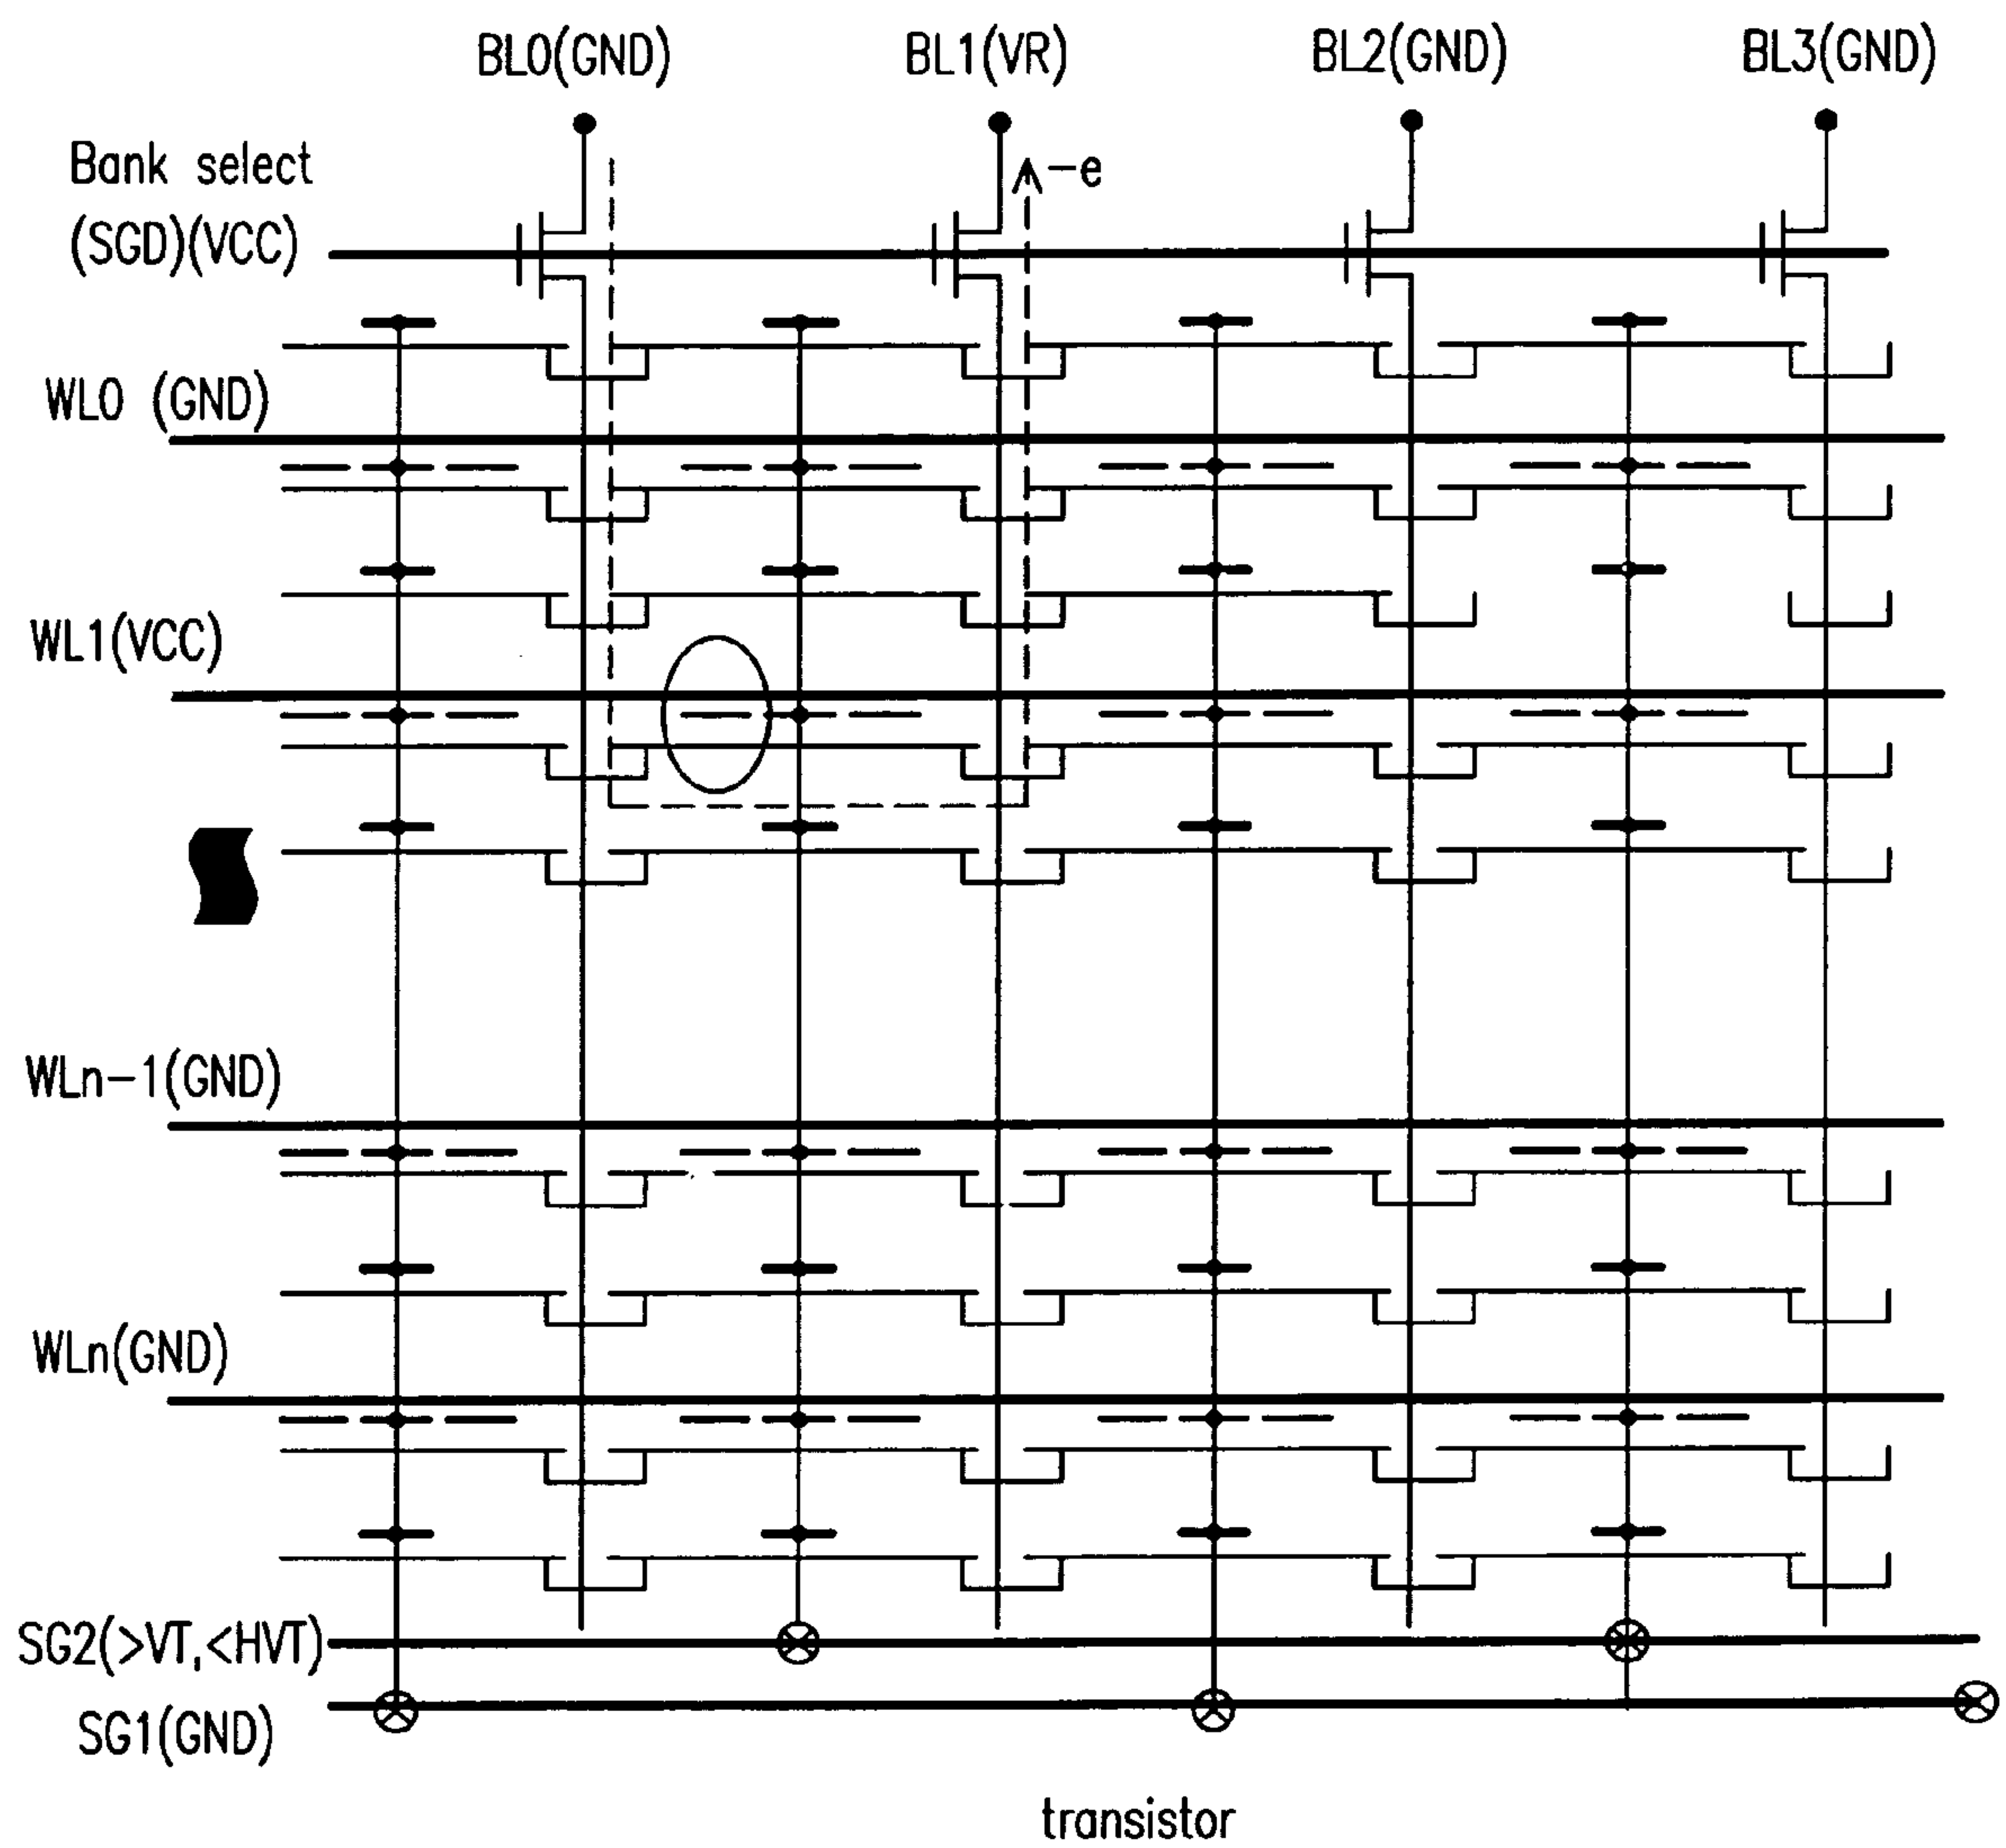 BL0(GND) BL1(VR) BL2(GND) BL3(GND)
Bank select
(SGD)(VCC)
-e
WL0 (GND)
WL1(VCC)
WLn-1(GND)
WLn(GND)
SG2(>VT,<HVT)
SG1(GND)
transistor